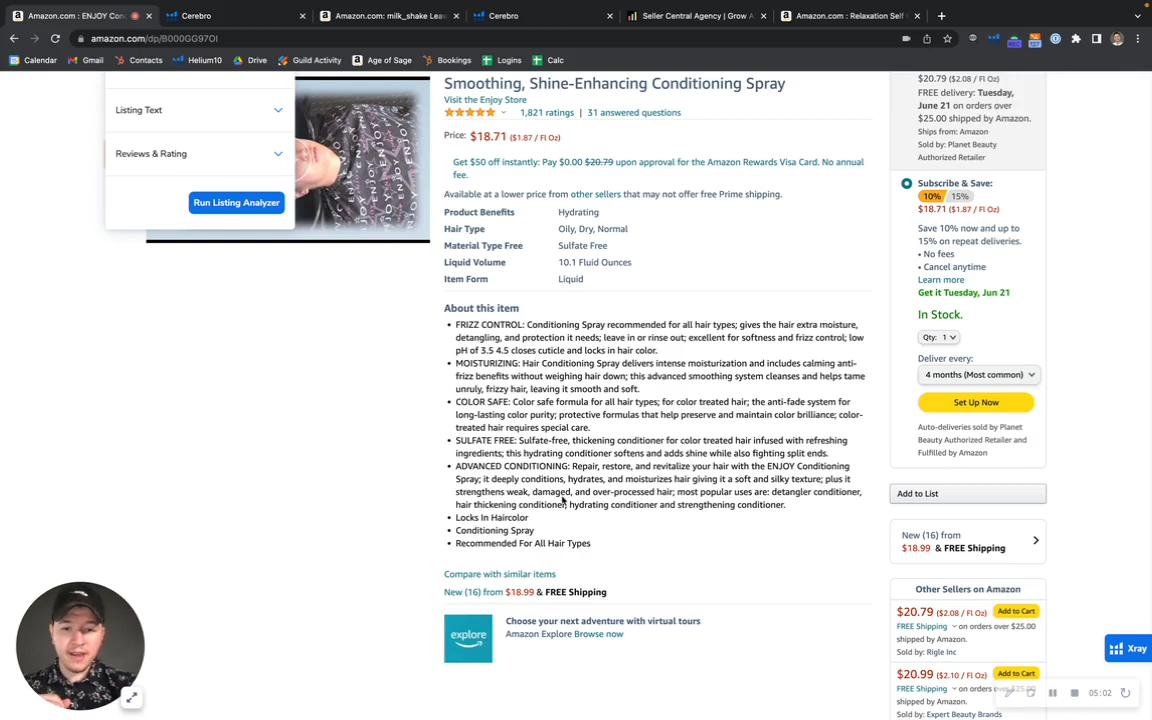 Amazon.com: ENJOY Con
Cerebro
Amazon.com: milk_shake Leav
Cerebro
Seller Central Agency | Grow A
Amazon.com : Relaxation Self
amazon.com/dp/B000GG97OI
Calendar
Gmail
Contacts
Helium10
Drive
Guild Activity
Age of Sage
Bookings
Logins
Calc
Listing Text
Reviews & Rating
Run Listing Analyzer
ENJOY
Smoothing, Shine-Enhancing Conditioning Spray
Visit the Enjoy Store
1,821 ratings | 31 answered questions
Price: $18.71 ($1.87 / Fl Oz)
Get $50 off instantly: Pay $0.00 $20.79 upon approval for the Amazon Rewards Visa Card. No annual
fee.
Available at a lower price from other sellers that may not offer free Prime shipping.
Product Benefits Hydrating
Hair Type Oily, Dry, Normal
Material Type Free Sulfate Free
Liquid Volume 10.1 Fluid Ounces
Item Form Liquid
About this item
• FRIZZ CONTROL: Conditioning Spray recommended for all hair types; gives the hair extra moisture,
detangling, and protection it needs; leave in or rinse out; excellent for softness and frizz control; low
pH of 3.5 4.5 closes cuticle and locks in hair color.
• MOISTURIZING: Hair Conditioning Spray delivers intense moisturization and includes calming anti-
frizz benefits without weighing hair down; this advanced smoothing system cleanses and helps tame
unruly, frizzy hair, leaving it smooth and soft.
• COLOR SAFE: Color safe formula for all hair types; for color treated hair; the anti-fade system for
long-lasting color purity; protective formulas that help preserve and maintain color brilliance; color-
treated hair requires special care.
• SULFATE FREE: Sulfate-free, thickening conditioner for color treated hair infused with refreshing
ingredients; this hydrating conditioner softens and adds shine while also fighting split ends.
• ADVANCED CONDITIONING: Repair, restore, and revitalize your hair with the ENJOY Conditioning
Spray; it deeply conditions, hydrates, and moisturizes hair giving it a soft and silky texture; plus it
strengthens weak, damaged, and over-processed hair; most popular uses are: detangler conditioner,
hair thickening conditioner, hydrating conditioner and strengthening conditioner.
• Locks In Haircolor
• Conditioning Spray
• Recommended For All Hair Types
Compare with similar items
New (16) from $18.99 & FREE Shipping
explore
Choose your next adventure with virtual tours
Amazon Explore Browse now
$20.79 ($2.08 / Fl Oz)
FREE delivery: Tuesday,
June 21 on orders over
$25.00 shipped by Amazon.
Ships from: Amazon
Sold by: Planet Beauty
Authorized Retailer
Subscribe & Save:
10% 15%
$18.71 ($1.87 / Fl Oz)
Save 10% now and up to
15% on repeat deliveries.
• No fees
• Cancel anytime
Learn more
Get it Tuesday, Jun 21
In Stock.
Qty: 1
Deliver every:
4 months (Most common)
Set Up Now
Auto-deliveries sold by Planet
Beauty Authorized Retailer and
Fulfilled by Amazon
Add to List
New (16) from
$18.99 & FREE Shipping
Other Sellers on Amazon
$20.79 ($2.08 / Fl Oz) Add to Cart
FREE Shipping on orders over $25.00
shipped by Amazon.
Sold by: Rigle Inc
$20.99 ($2.10 / Fl Oz) Add to Cart
FREE Shipping on orders over $25.00
shipped by Amazon.
Sold by: Expert Beauty Brands
Xray
05:02